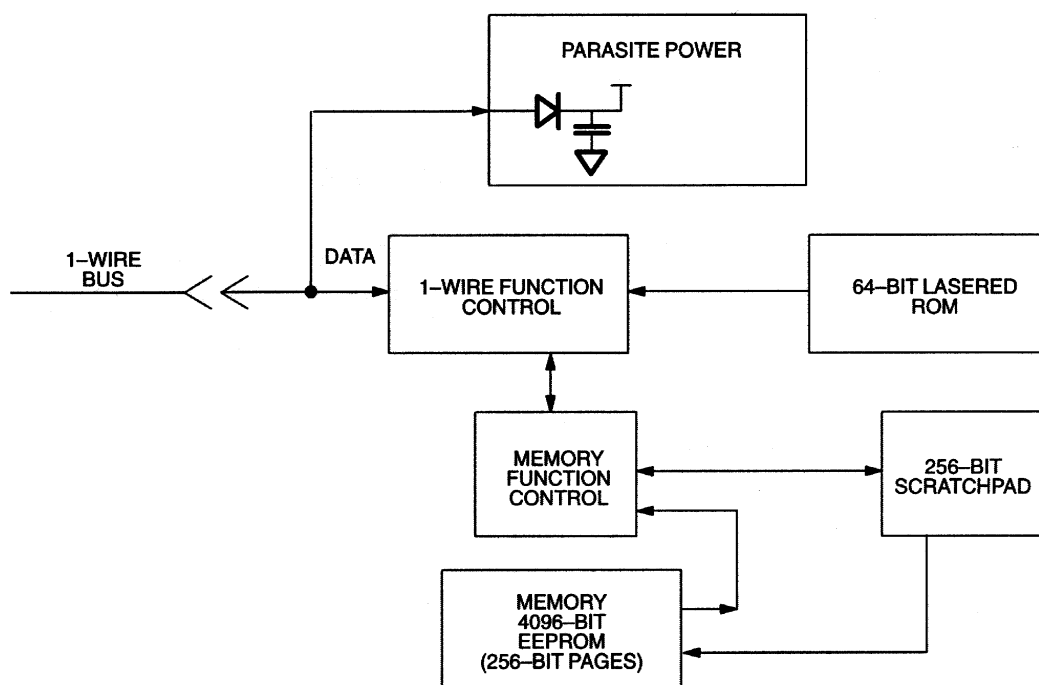 PARASITE POWER
1–WIRE
BUS
DATA
1–WIRE FUNCTION
CONTROL
64–BIT LASERED
ROM
MEMORY
FUNCTION
CONTROL
256–BIT
SCRATCHPAD
MEMORY
4096–BIT
EEPROM
(256–BIT PAGES)